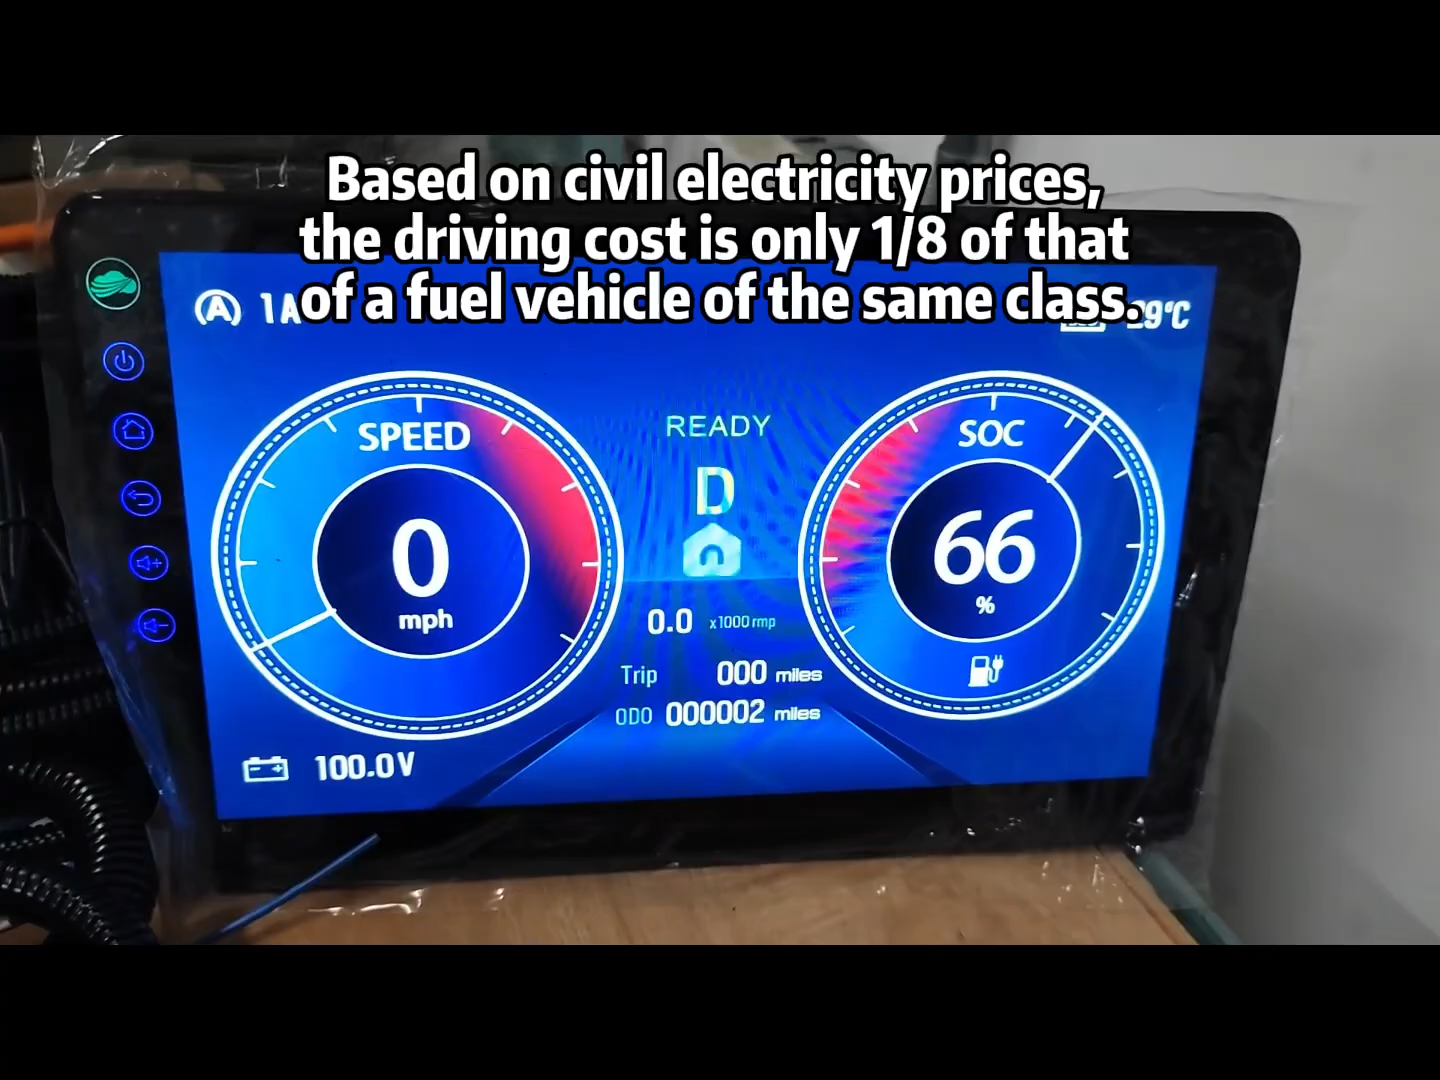 Based on civil electricity prices,
the driving cost is only 1/8 of that
of a fuel vehicle of the same class.
A 1A
9°C
SPEED
0
mph
READY
D
0.0 x1000 rmp
Trip 000 miles
ODO 000002 miles
SOC
66
%
100.0V